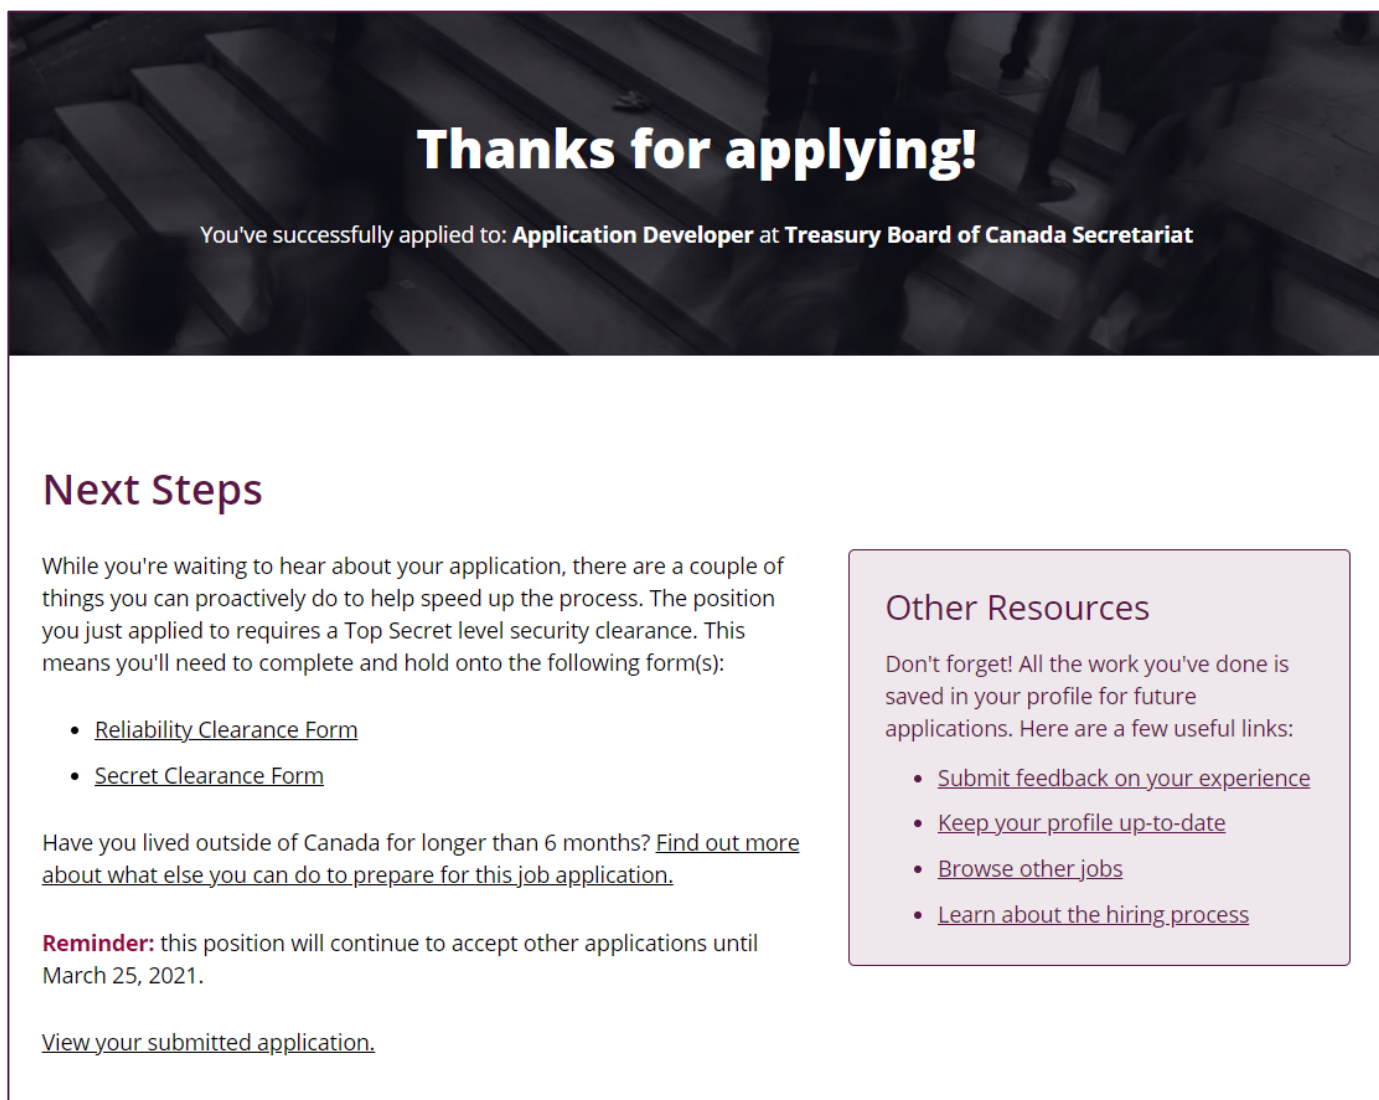 Thanks for applying!
You've successfully applied to: Application Developer at Treasury Board of Canada Secretariat
Next Steps
While you're waiting to hear about your application, there are a couple of
things you can proactively do to help speed up the process. The position
you just applied to requires a Top Secret level security clearance. This
means you'll need to complete and hold onto the following form(s):
• Reliability Clearance Form
• Secret Clearance Form
Have you lived outside of Canada for longer than 6 months? Find out more
about what else you can do to prepare for this job application.
Reminder: this position will continue to accept other applications until
March 25, 2021.
View your submitted application.
Other Resources
Don't forget! All the work you've done is
saved in your profile for future
applications. Here are a few useful links:
• Submit feedback on your experience
• Keep your profile up-to-date
• Browse other jobs
• Learn about the hiring process